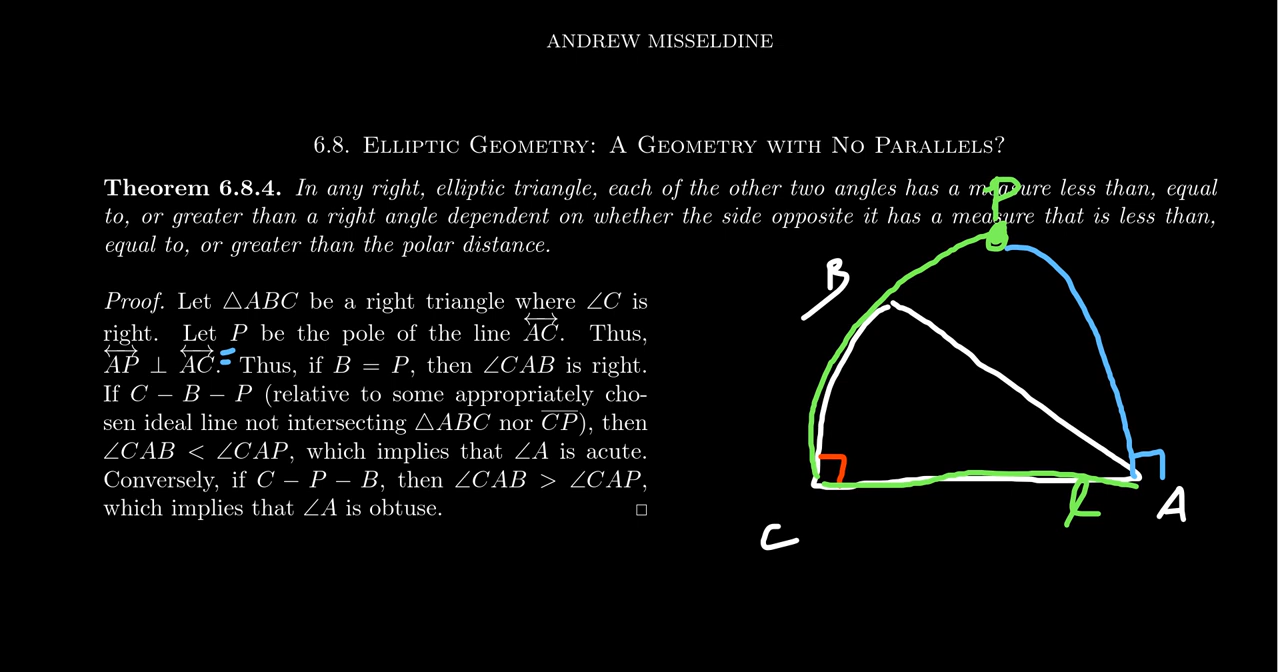 ANDREW MISSELDINE
6.8. ELLIPTIC GEOMETRY: A GEOMETRY WITH NO PARALLELS?
Theorem 6.8.4. In any right, elliptic triangle, each of the other two angles has a measure less than, equal
to, or greater than a right angle dependent on whether the side opposite it has a measure that is less than,
equal to, or greater than the polar distance.
Proof. Let △ABC be a right triangle where ∠C is
right. Let P be the pole of the line \overleftrightarrow{AC}. Thus,
\overleftrightarrow{AP} ⊥ \overleftrightarrow{AC}. Thus, if B = P, then ∠CAB is right.
If C − B − P (relative to some appropriately cho-
sen ideal line not intersecting △ABC nor \overline{CP}), then
∠CAB < ∠CAP, which implies that ∠A is acute.
Conversely, if C − P − B, then ∠CAB > ∠CAP,
which implies that ∠A is obtuse. □
P
B
A
C